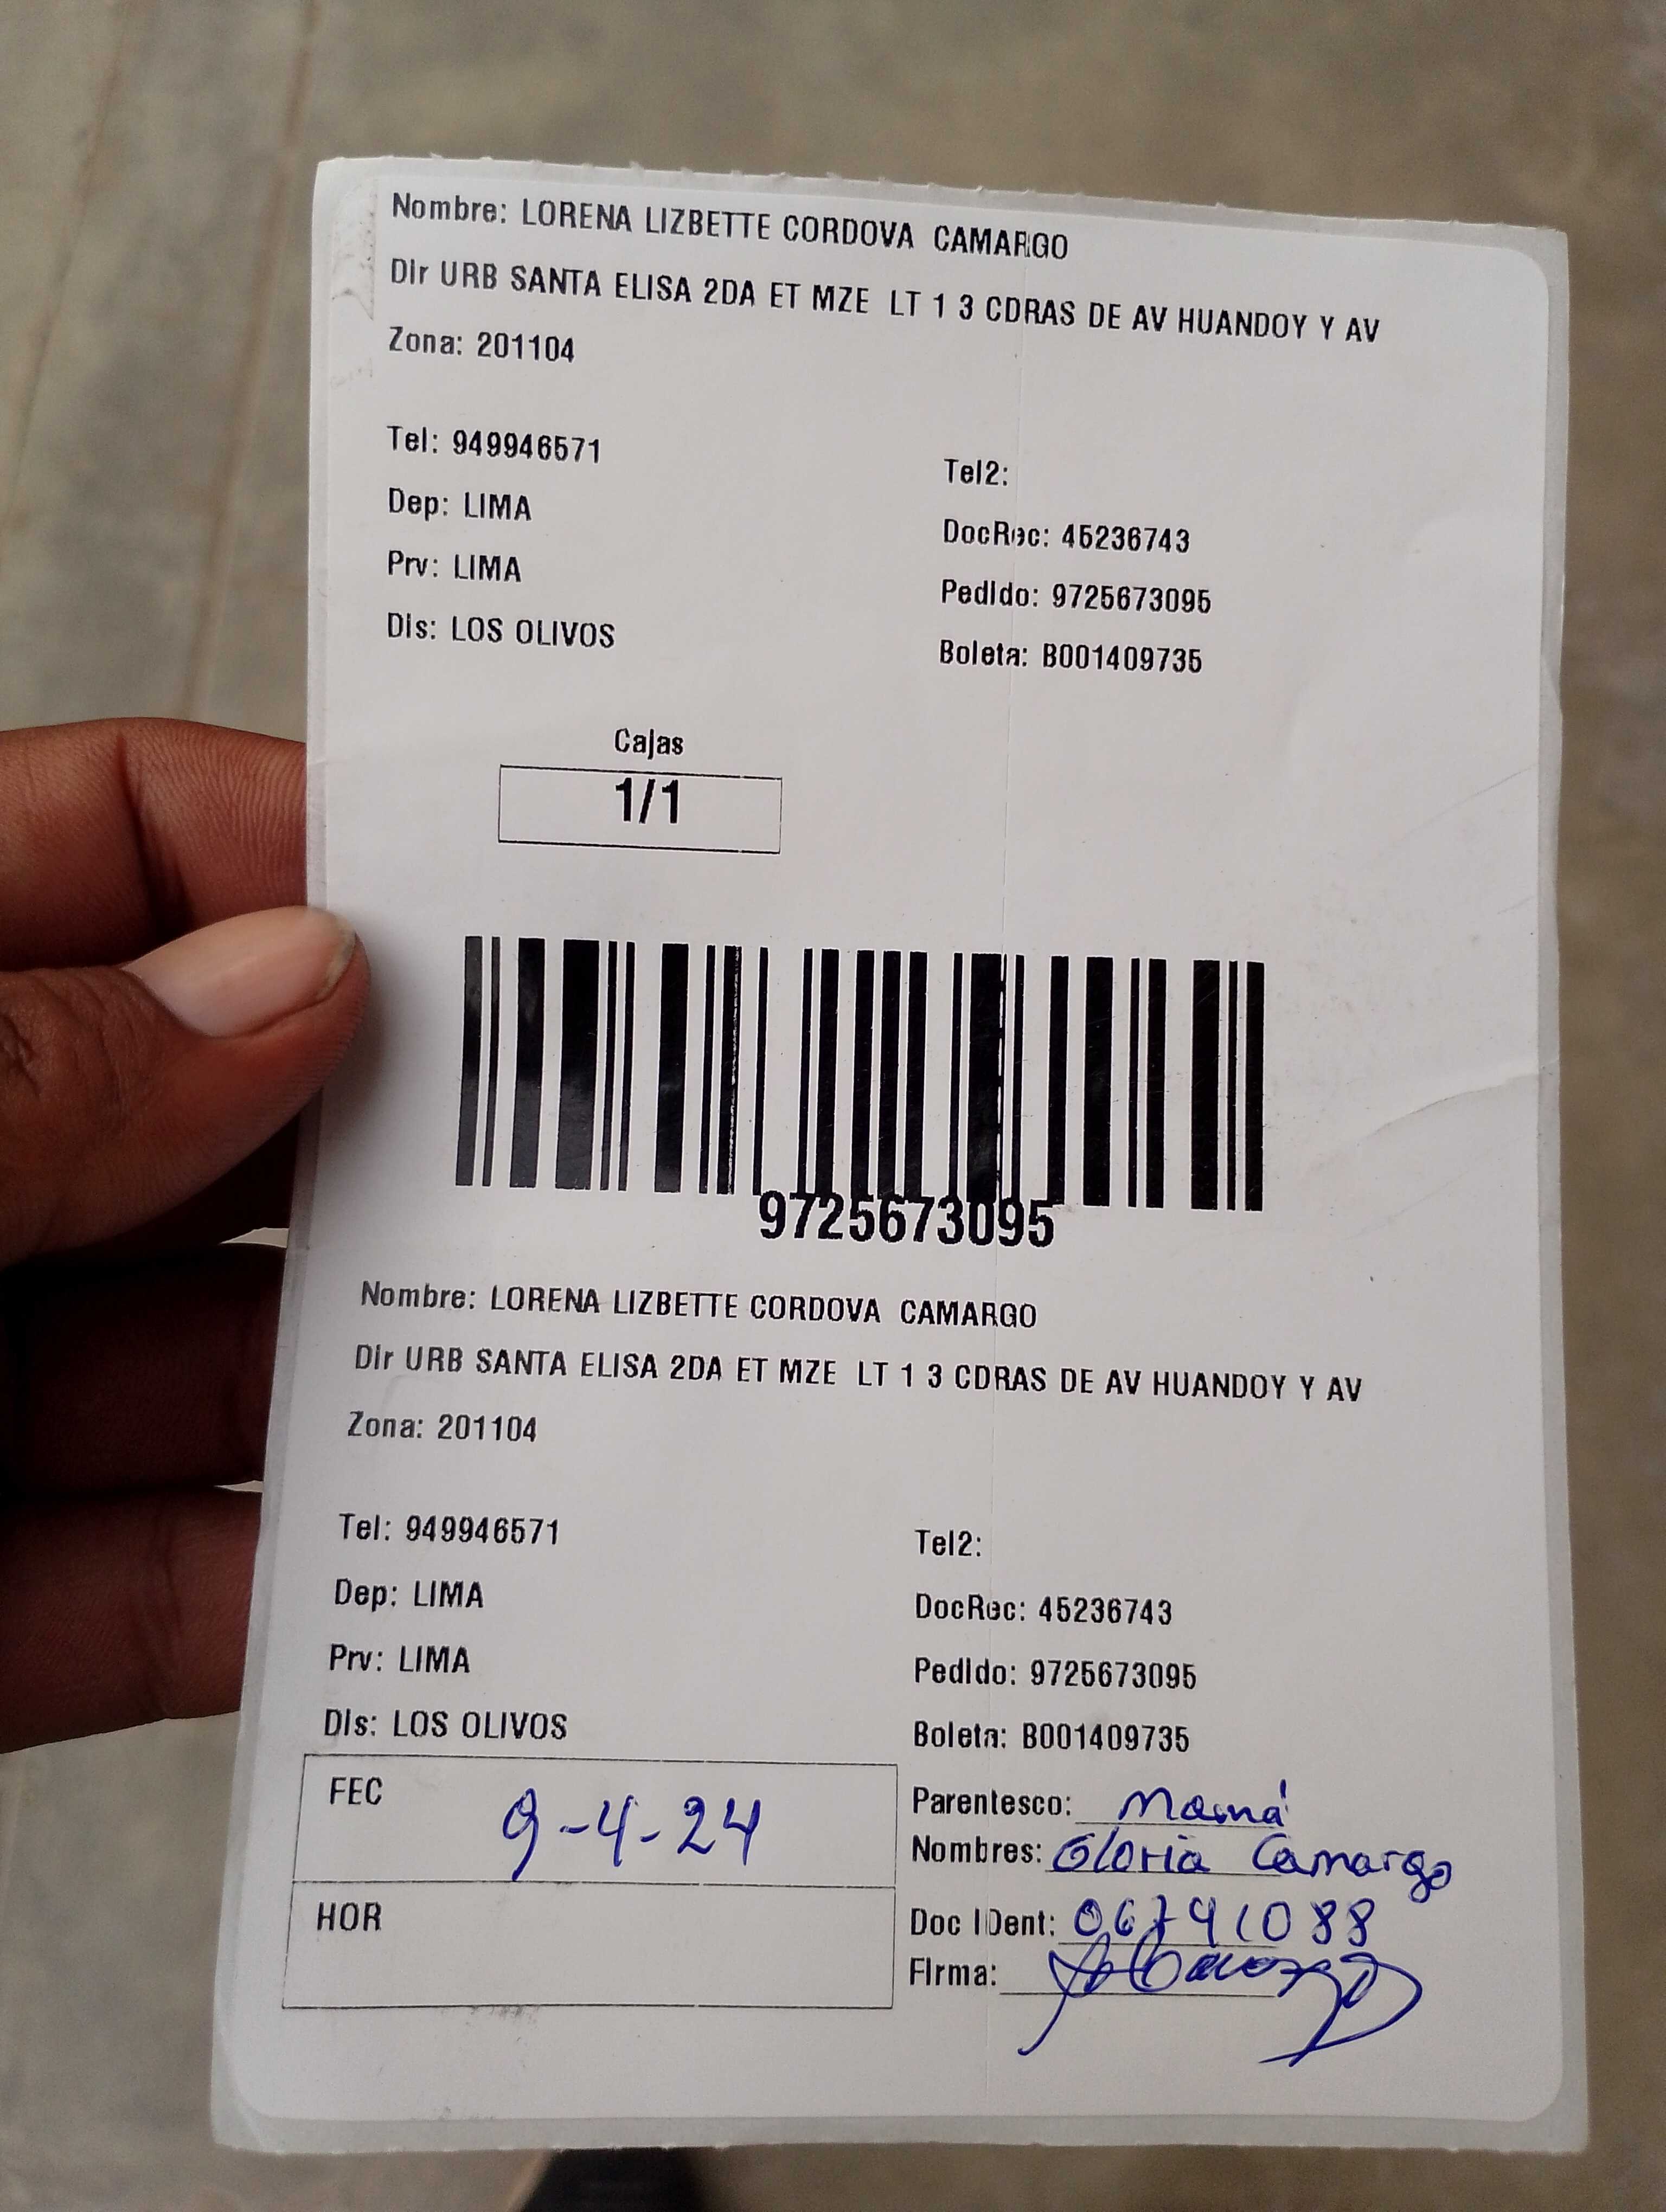 Nombre: LORENA LIZBETTE CORDOVA CAMARGO
Dir URB SANTA ELISA 2DA ET MZE LT 1 3 CDRAS DE AV HUANDOY Y AV
Zona: 201104
Tel: 949946571
Tel2:
Dep: LIMA
DocRec: 45236743
Prv: LIMA
Pedido: 9725673095
Dis: LOS OLIVOS
Boleta: B001409735
Cajas
1/1
9725673095
Nombre: LORENA LIZBETTE CORDOVA CAMARGO
Dir URB SANTA ELISA 2DA ET MZE LT 1 3 CDRAS DE AV HUANDOY Y AV
Zona: 201104
Tel: 949946571
Tel2:
Dep: LIMA
DocRec: 45236743
Prv: LIMA
Pedido: 9725673095
Dis: LOS OLIVOS
Boleta: B001409735
FEC 9-4-24
Parentesco: Mamá
Nombres: Gloria Camargo
HOR
Doc IDent: 06791088
Firma: